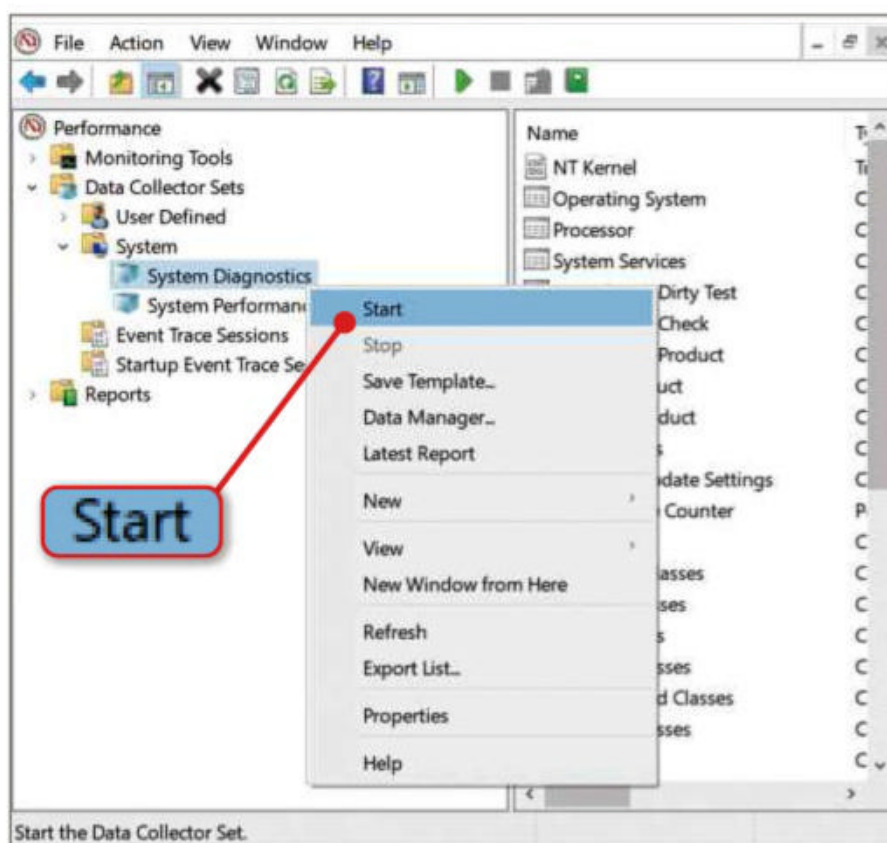 File Action View Window Help
Performance
Monitoring Tools
Data Collector Sets
User Defined
System
System Diagnostics
System Performan
Event Trace Sessions
Startup Event Trace Se
Reports
Start
Start
Stop
Save Template...
Data Manager...
Latest Report
New
View
New Window from Here
Refresh
Export List...
Properties
Help
Name
NT Kernel
Operating System C
Processor C
System Services C
Dirty Test C
Check C
Product C
uct C
duct C
s C
pdate Settings C
Counter P
C
asses C
ses C
s C
sses C
d Classes C
sses C
C
Start the Data Collector Set.